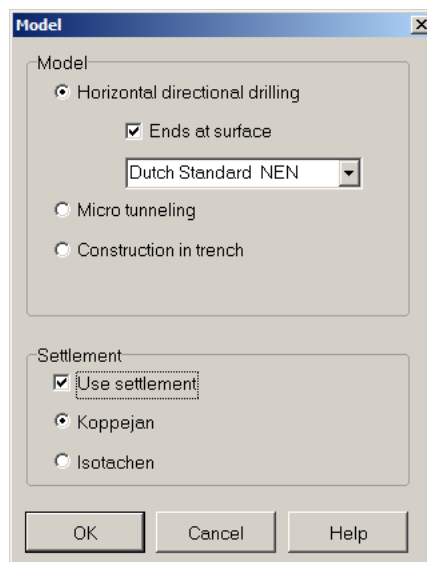 Model
Model
Horizontal directional drilling
Ends at surface
Dutch Standard NEN
Micro tunneling
Construction in trench
Settlement
Use settlement
Koppejan
Isotachen
OK
Cancel
Help